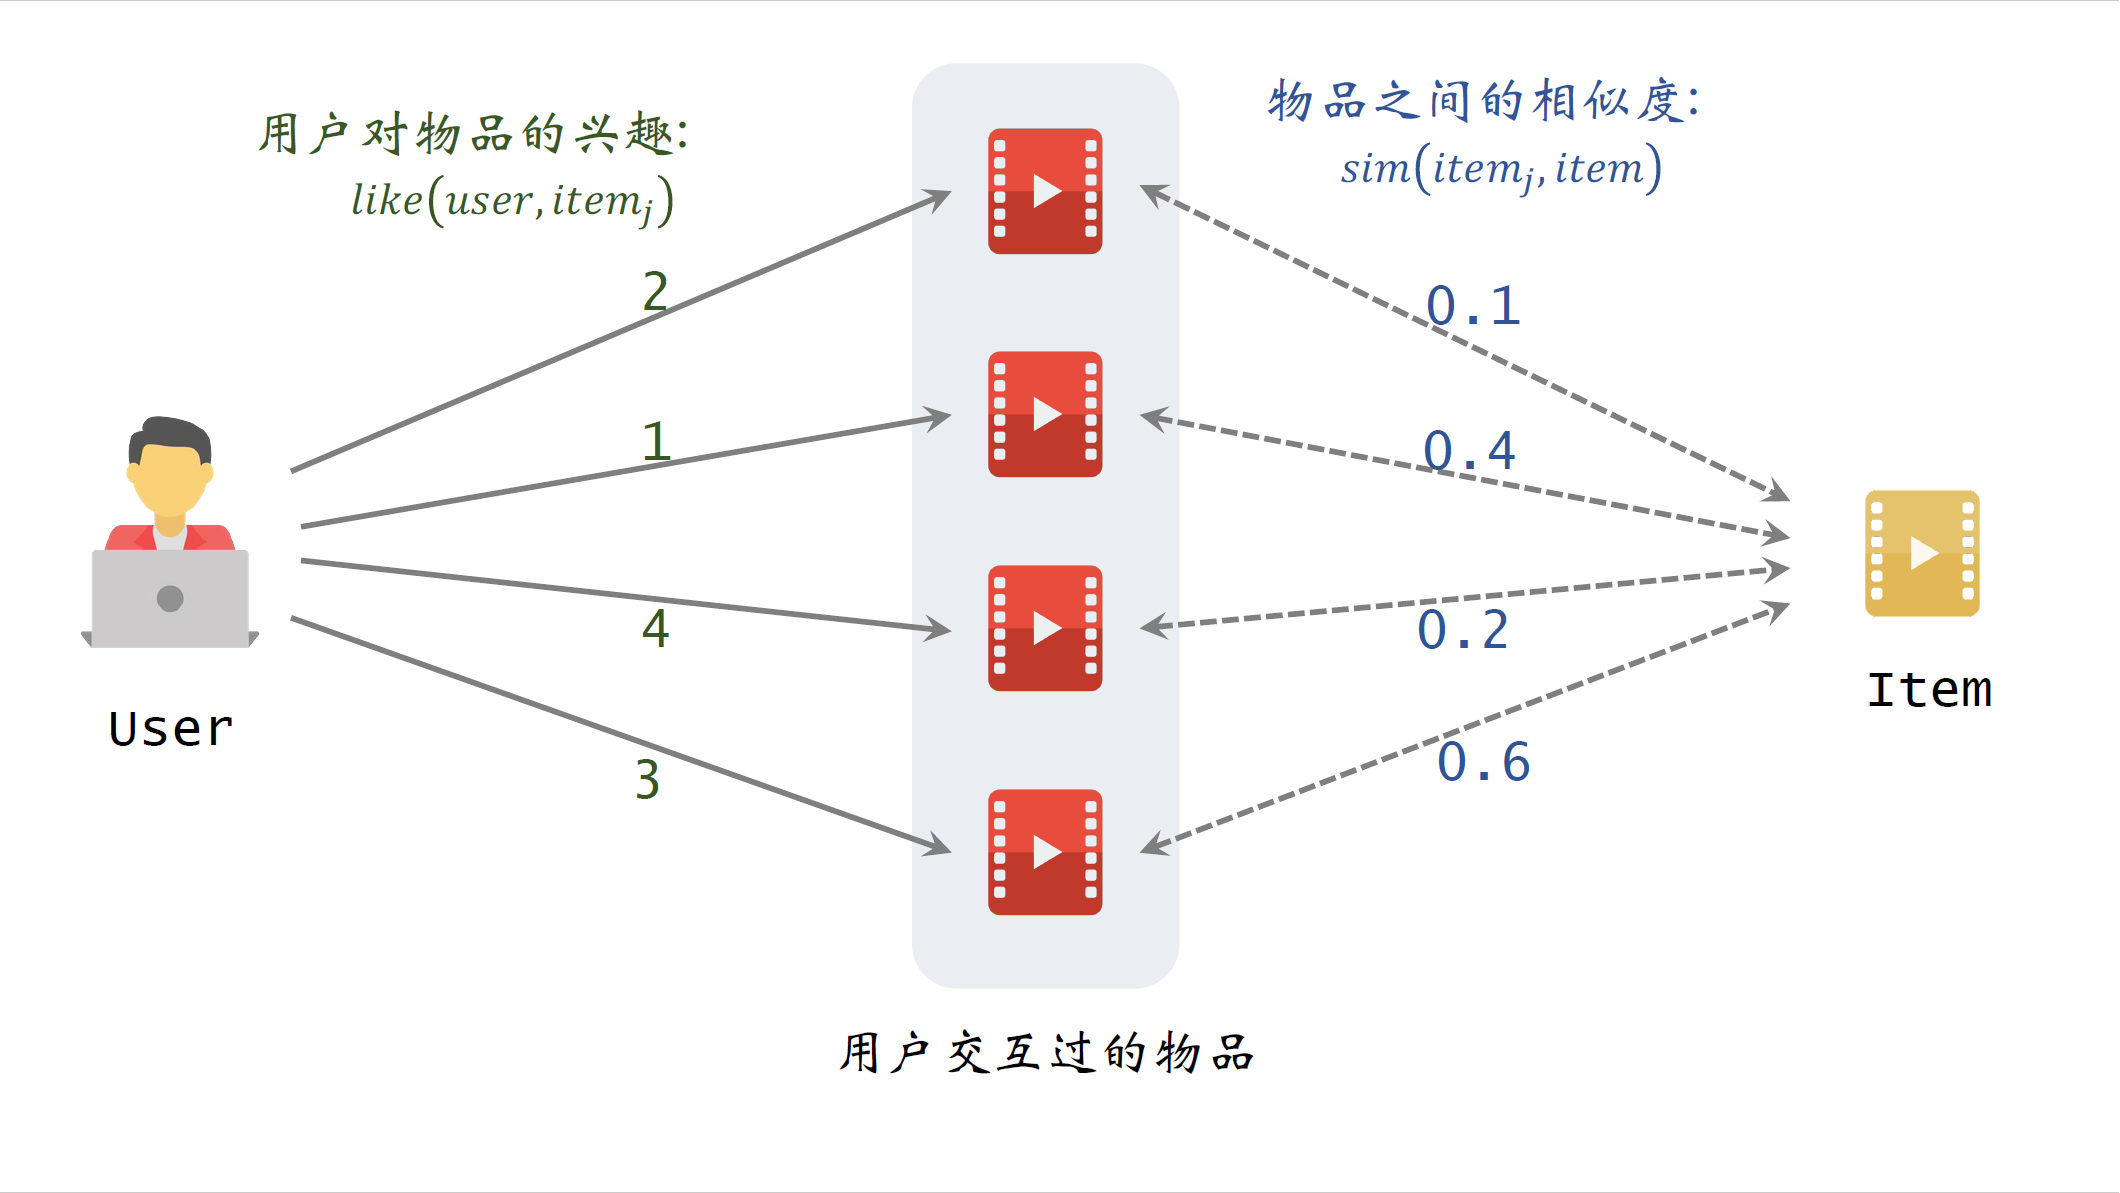 用户对物品的兴趣:
like(user,itemⱼ)
物品之间的相似度:
sim(itemⱼ,item)
2
0.1
1
0.4
4
0.2
3
0.6
User
Item
用户交互过的物品